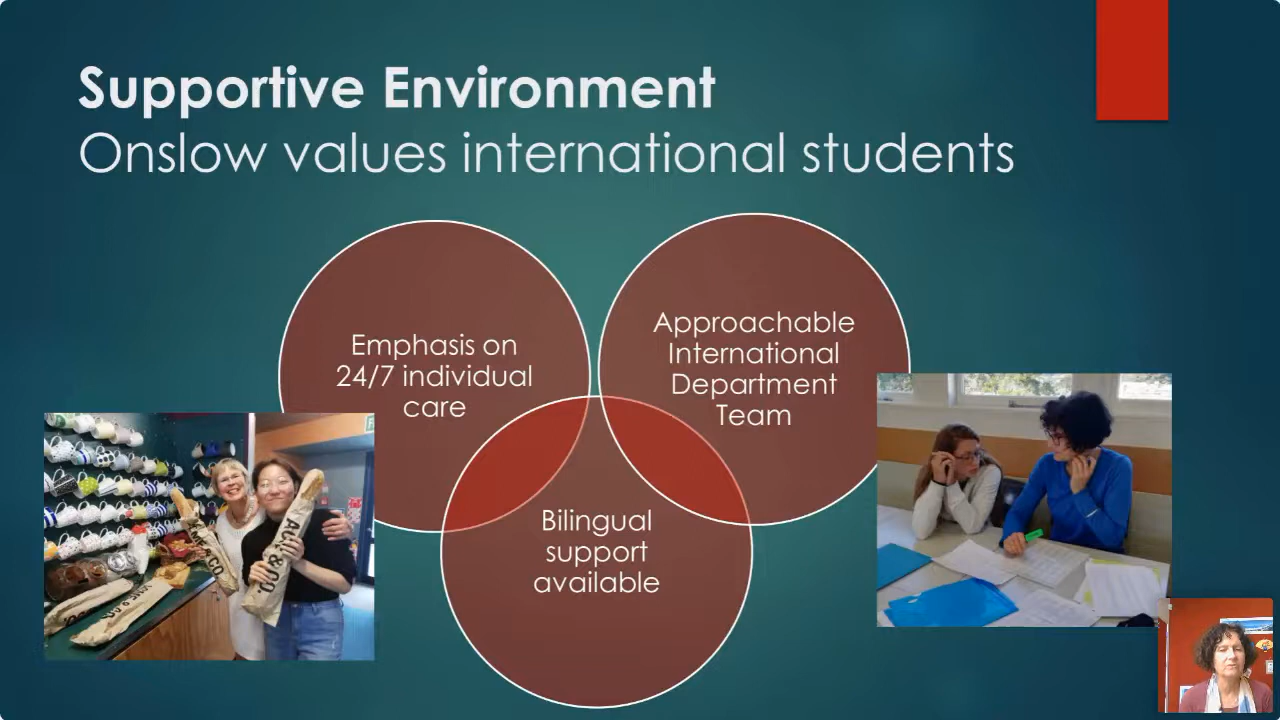 Supportive Environment
Onslow values international students
Emphasis on
24/7 individual
care
Approachable
International
Department
Team
Bilingual
support
available